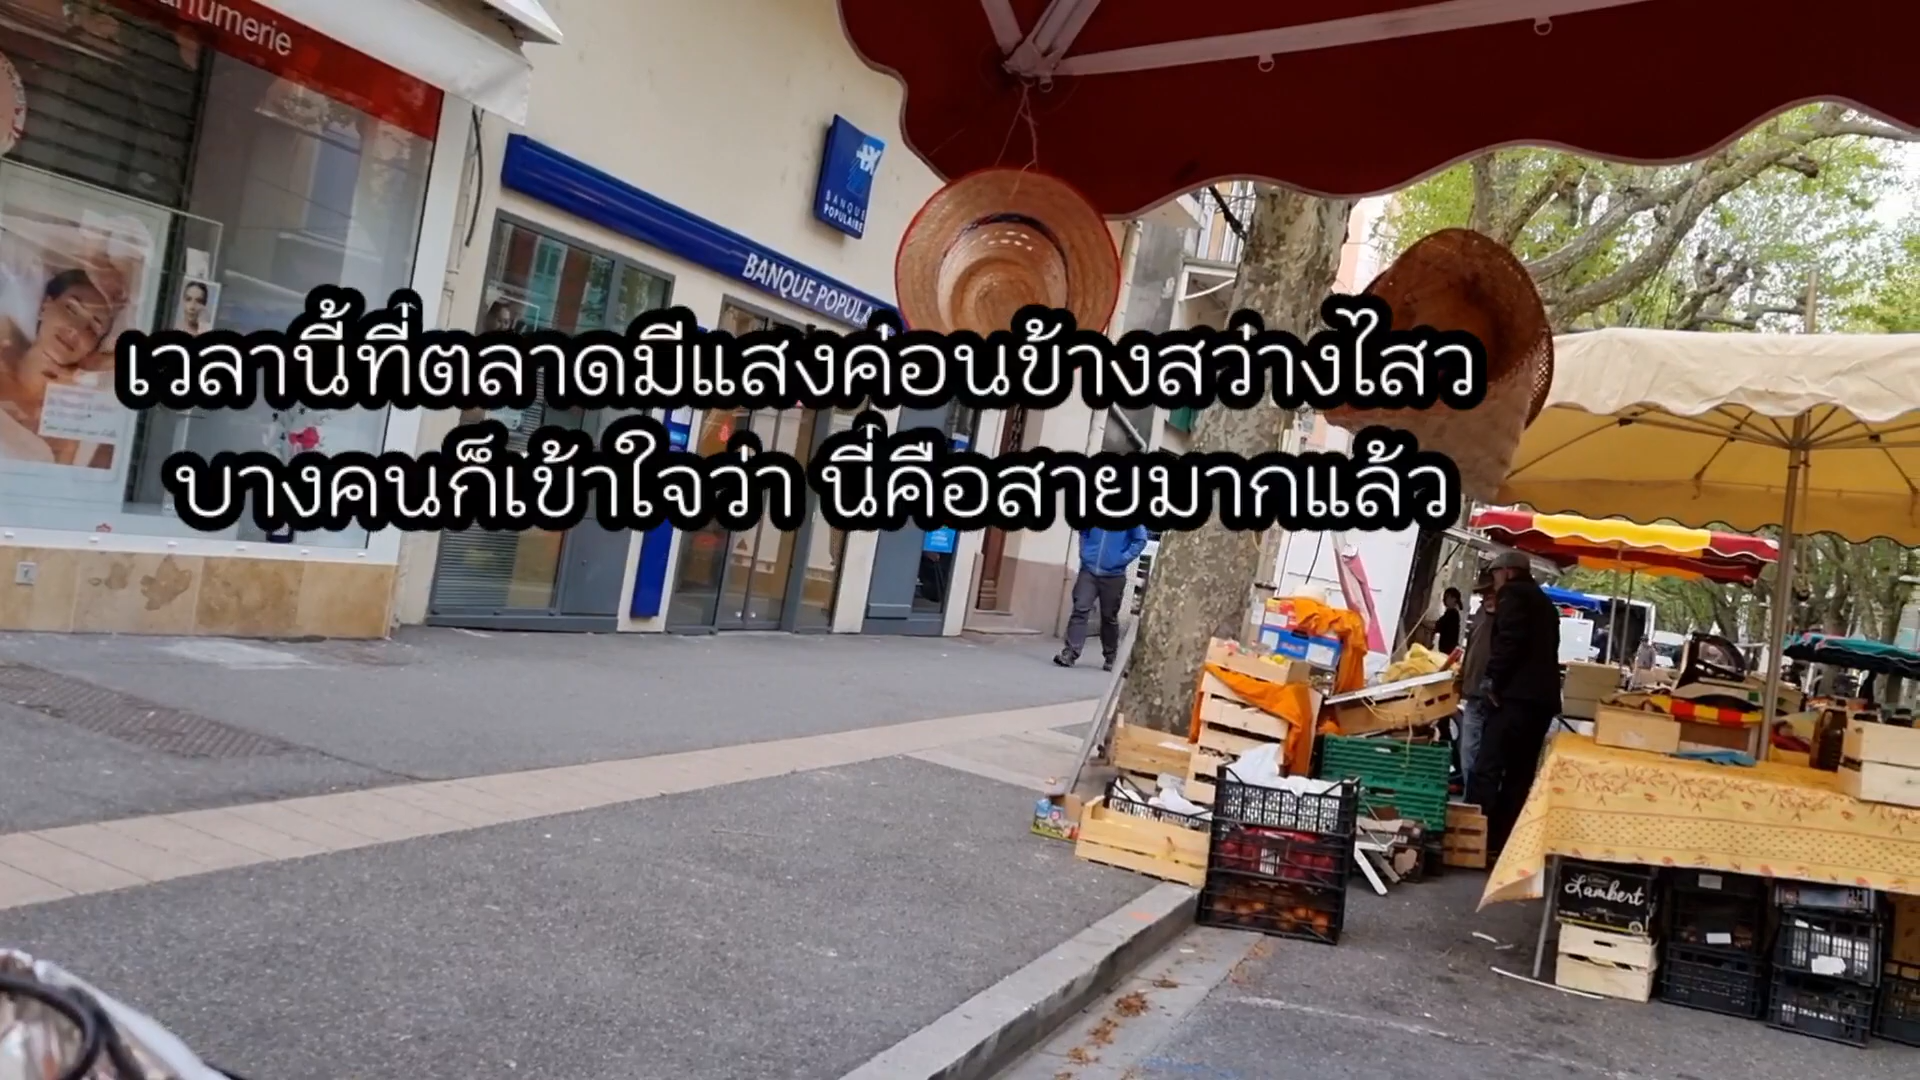 BANQUE
POPULAIRE
BANQUE POPULA
เวลานี้ที่ตลาดมีแสงค่อนข้างสว่างไสว
บางคนก็เข้าใจว่า นี่คือสายมากแล้ว
Lambert